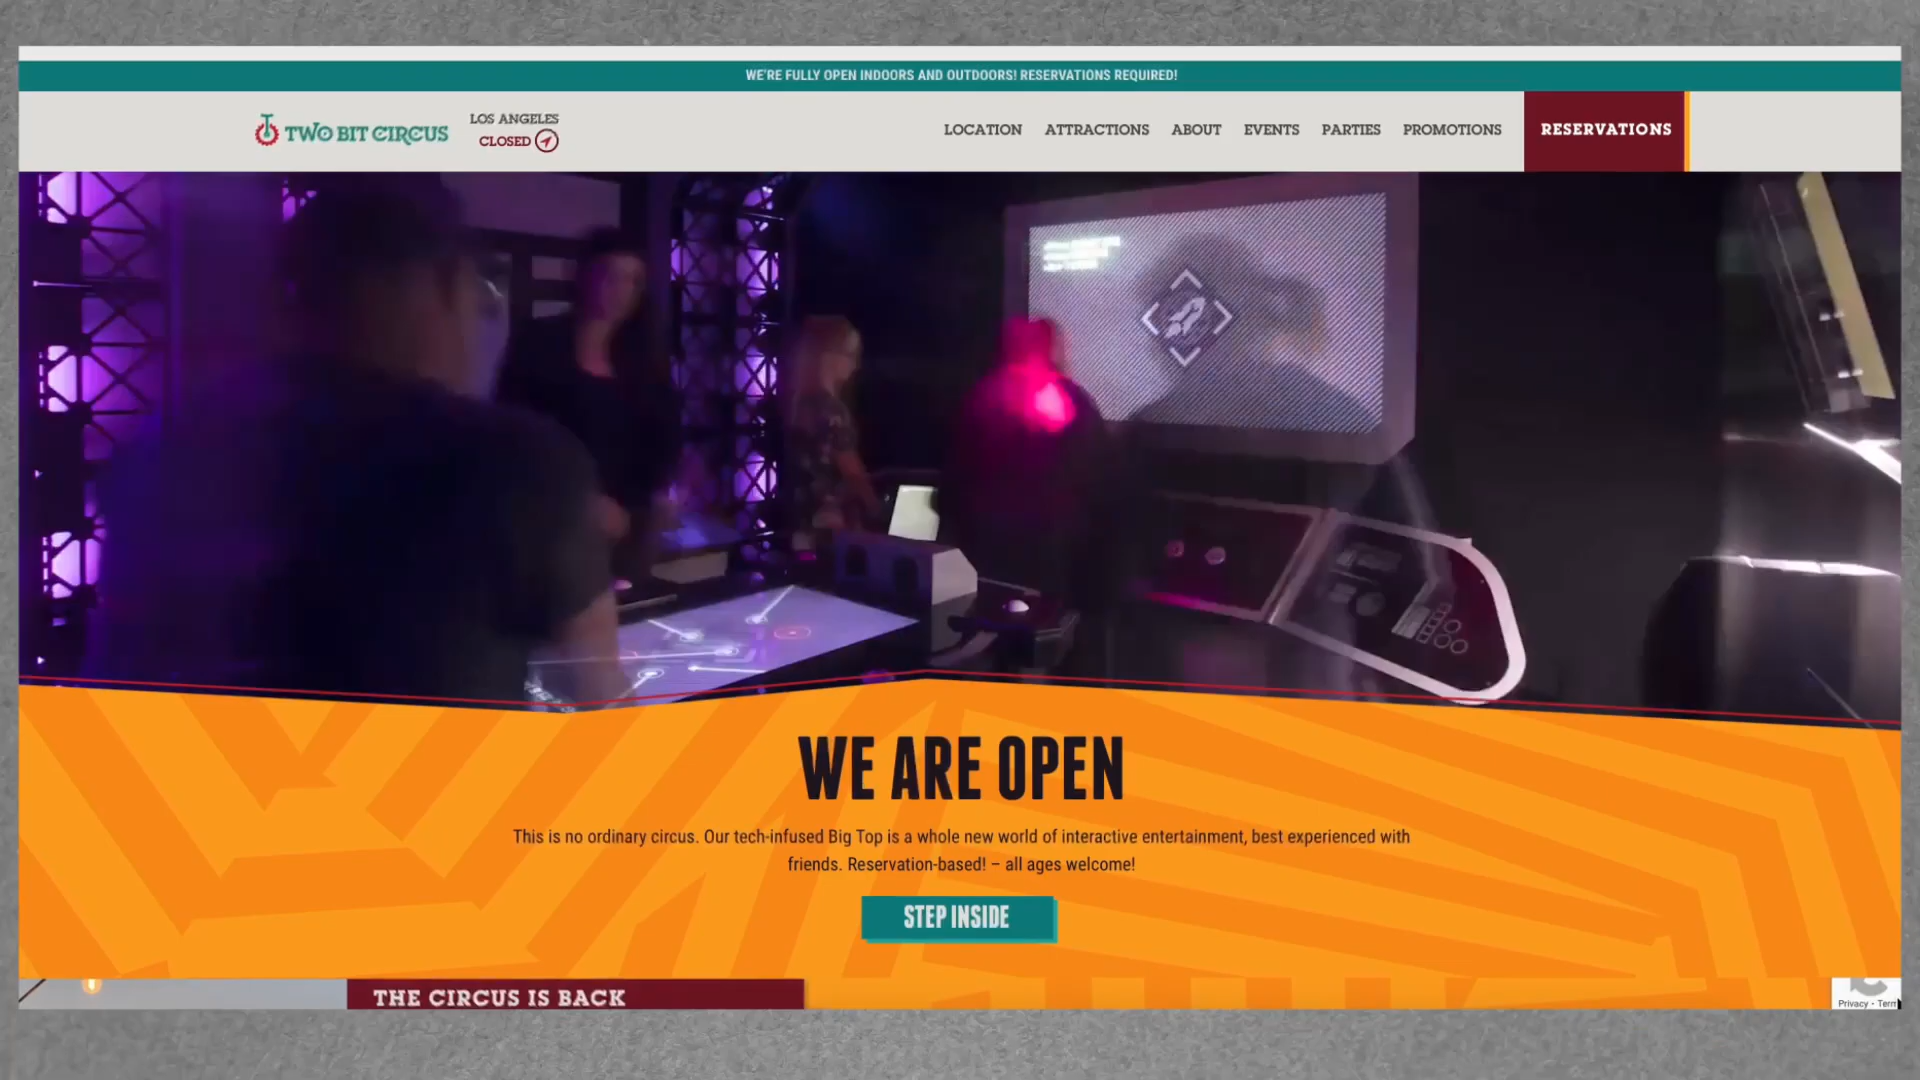 WE'RE FULLY OPEN INDOORS AND OUTDOORS! RESERVATIONS REQUIRED!
TWO BIT CIRCUS
LOS ANGELES
CLOSED
LOCATION
ATTRACTIONS
ABOUT
EVENTS
PARTIES
PROMOTIONS
RESERVATIONS
WE ARE OPEN
This is no ordinary circus. Our tech-infused Big Top is a whole new world of interactive entertainment, best experienced with
friends. Reservation-based! – all ages welcome!
STEP INSIDE
THE CIRCUS IS BACK
Privacy - Term